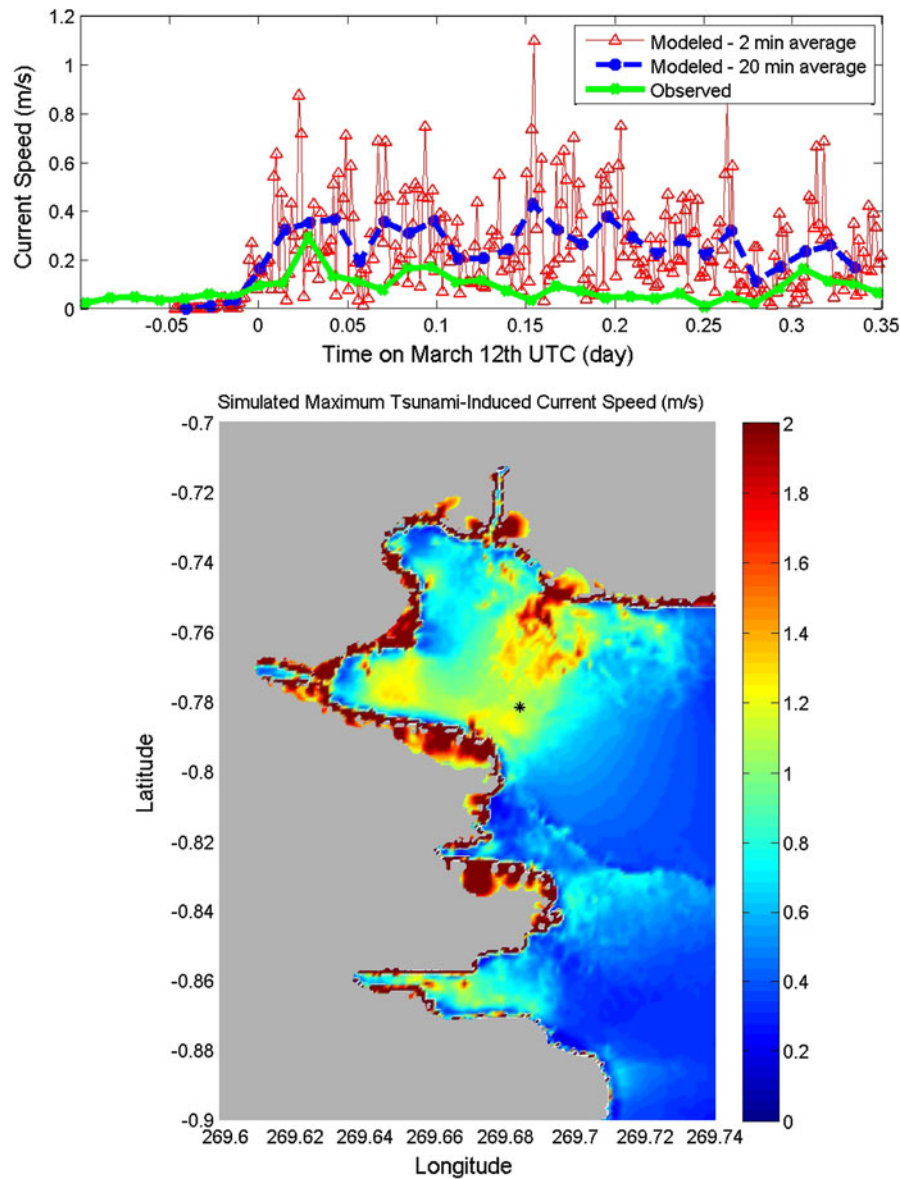 1.2
1
0.8
0.6
0.4
0.2
0
Current Speed (m/s)
Modeled - 2 min average
Modeled - 20 min average
Observed
-0.05 0 0.05 0.1 0.15 0.2 0.25 0.3 0.35
Time on March 12th UTC (day)
Simulated Maximum Tsunami-Induced Current Speed (m/s)
-0.7
-0.72
-0.74
-0.76
-0.78
-0.8
-0.82
-0.84
-0.86
-0.88
-0.9
Latitude
269.6 269.62 269.64 269.66 269.68 269.7 269.72 269.74
Longitude
2
1.8
1.6
1.4
1.2
1
0.8
0.6
0.4
0.2
0